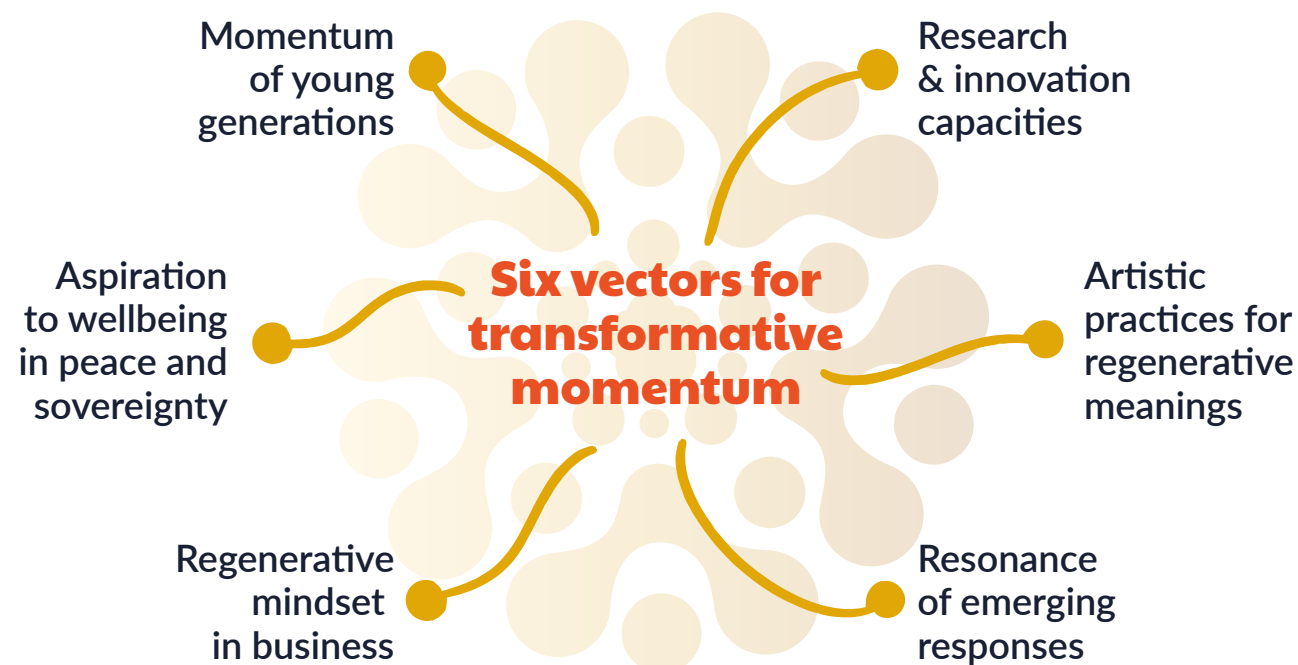 Momentum
of young
generations
Research
& innovation
capacities
Aspiration
to wellbeing
in peace and
sovereignty
Six vectors for
transformative
momentum
Artistic
practices for
regenerative
meanings
Regenerative
mindset
in business
Resonance
of emerging
responses